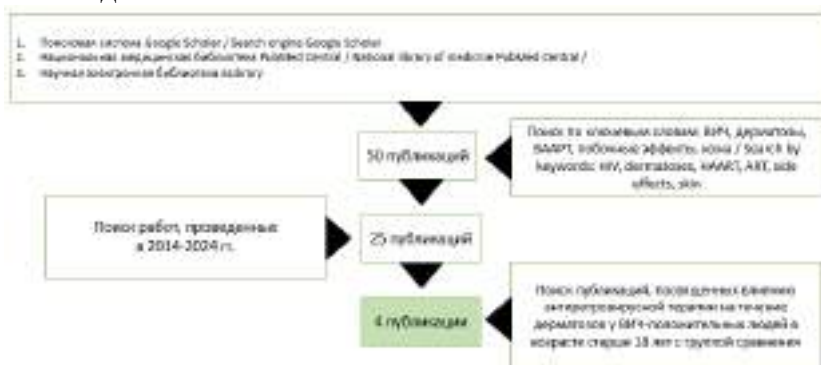 1. Поисковая система Google Scholar / Search engine Google Scholar
2. Национальная медицинская библиотека PubMed Central / National library of medicine PubMed Central /
3. Научная электронная библиотека eLibrary
50 публикаций
Поиск по ключевым словам: ВИЧ, дерматозы,
ВААРТ, побочные эффекты, кожа / Search by
keywords: HIV, dermatoses, HAART, ART, side
effects, skin
Поиск работ, проведенных
в 2014-2024 гг.
25 публикаций
4 публикации
Поиск публикаций, посвященных влиянию
антиретровирусной терапии на течение
дерматозов у ВИЧ-положительных людей в
возрасте старше 18 лет с группой сравнения